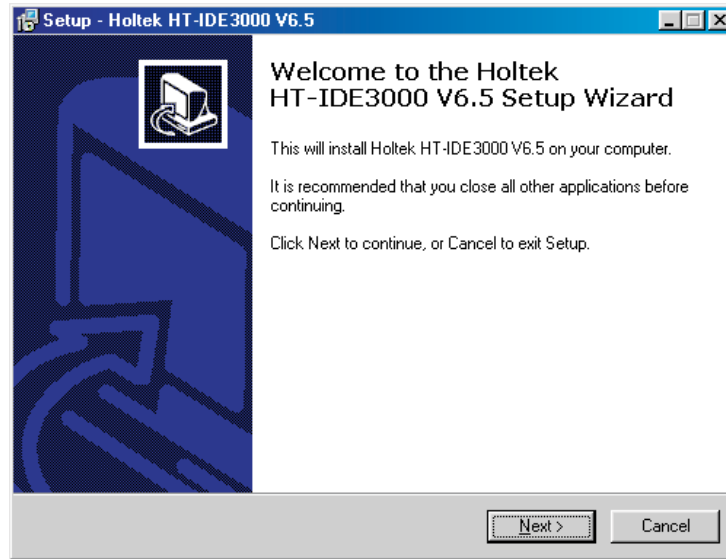 Setup - Holtek HT-IDE3000 V6.5
Welcome to the Holtek
HT-IDE3000 V6.5 Setup Wizard
This will install Holtek HT-IDE3000 V6.5 on your computer.
It is recommended that you close all other applications before
continuing.
Click Next to continue, or Cancel to exit Setup.
Next >
Cancel